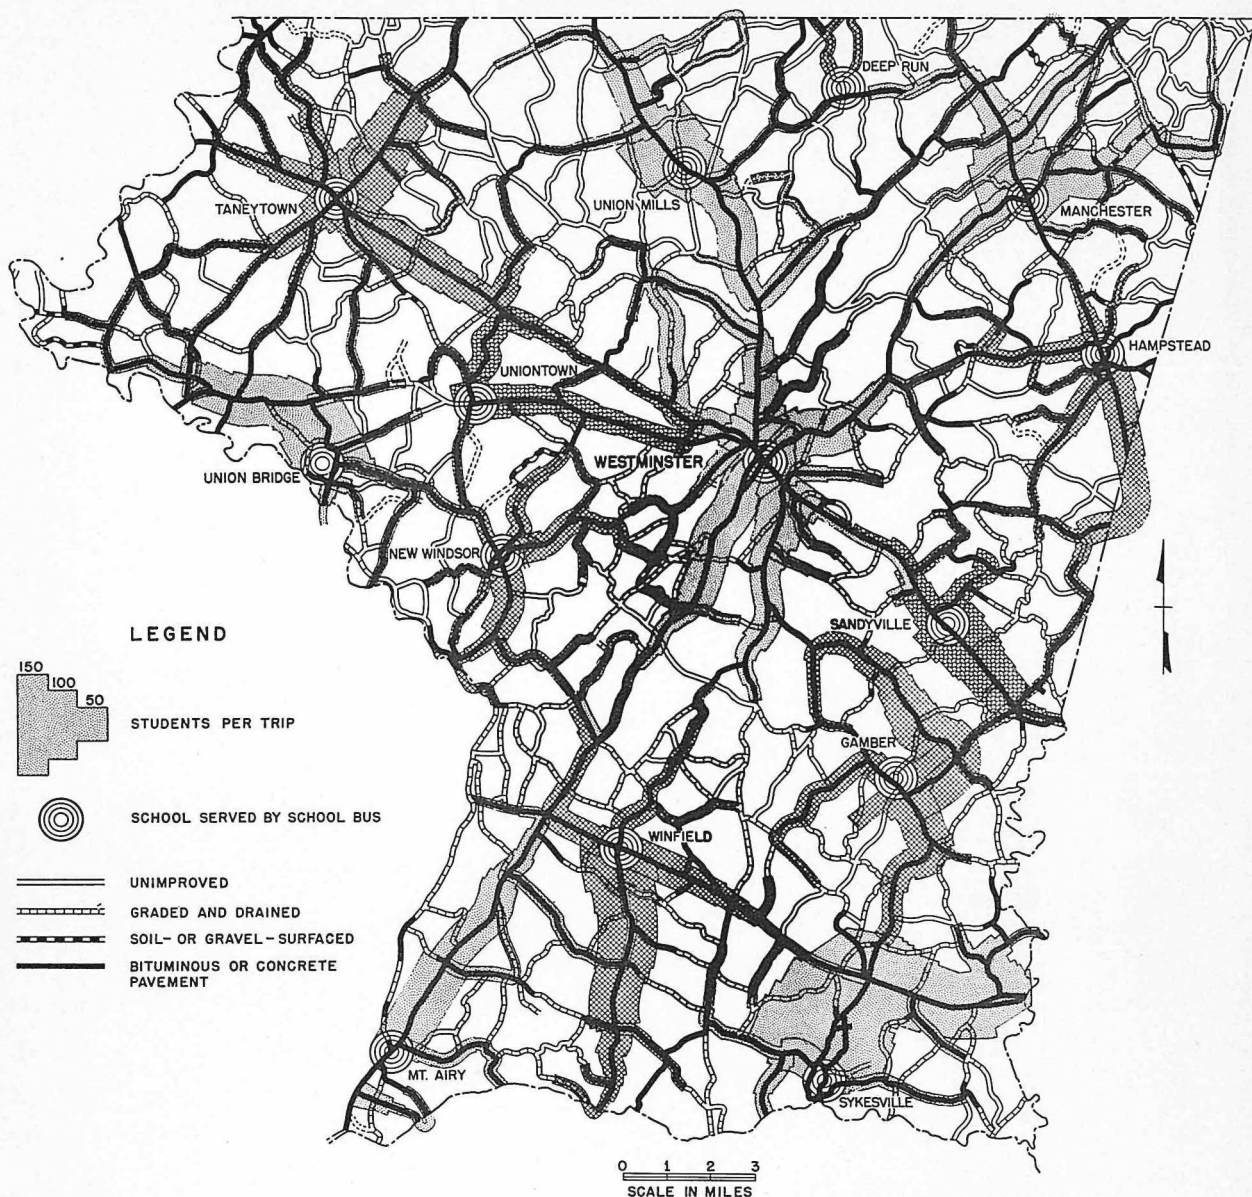 DEEP RUN
TANEYTOWN
UNION MILLS
MANCHESTER
HAMPSTEAD
UNIONTOWN
WESTMINSTER
UNION BRIDGE
NEW WINDSOR
SANDYVILLE
GAMBER
WINFIELD
MT. AIRY
SYKESVILLE
LEGEND
150
100
50
STUDENTS PER TRIP
SCHOOL SERVED BY SCHOOL BUS
UNIMPROVED
GRADED AND DRAINED
SOIL- OR GRAVEL-SURFACED
BITUMINOUS OR CONCRETE
PAVEMENT
0 1 2 3
SCALE IN MILES